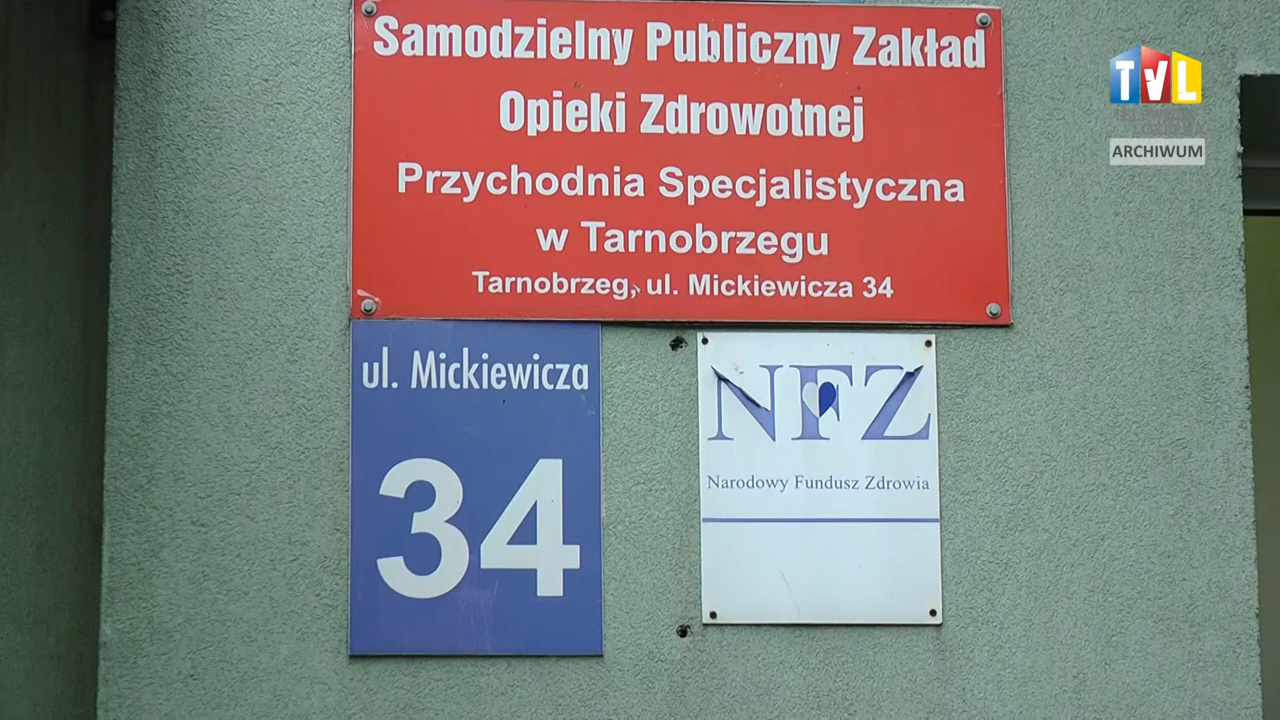 Samodzielny Publiczny Zakład
Opieki Zdrowotnej
Przychodnia Specjalistyczna
w Tarnobrzegu
Tarnobrzeg, ul. Mickiewicza 34
ul. Mickiewicza
34
NFZ
Narodowy Fundusz Zdrowia
TVL
ARCHIWUM